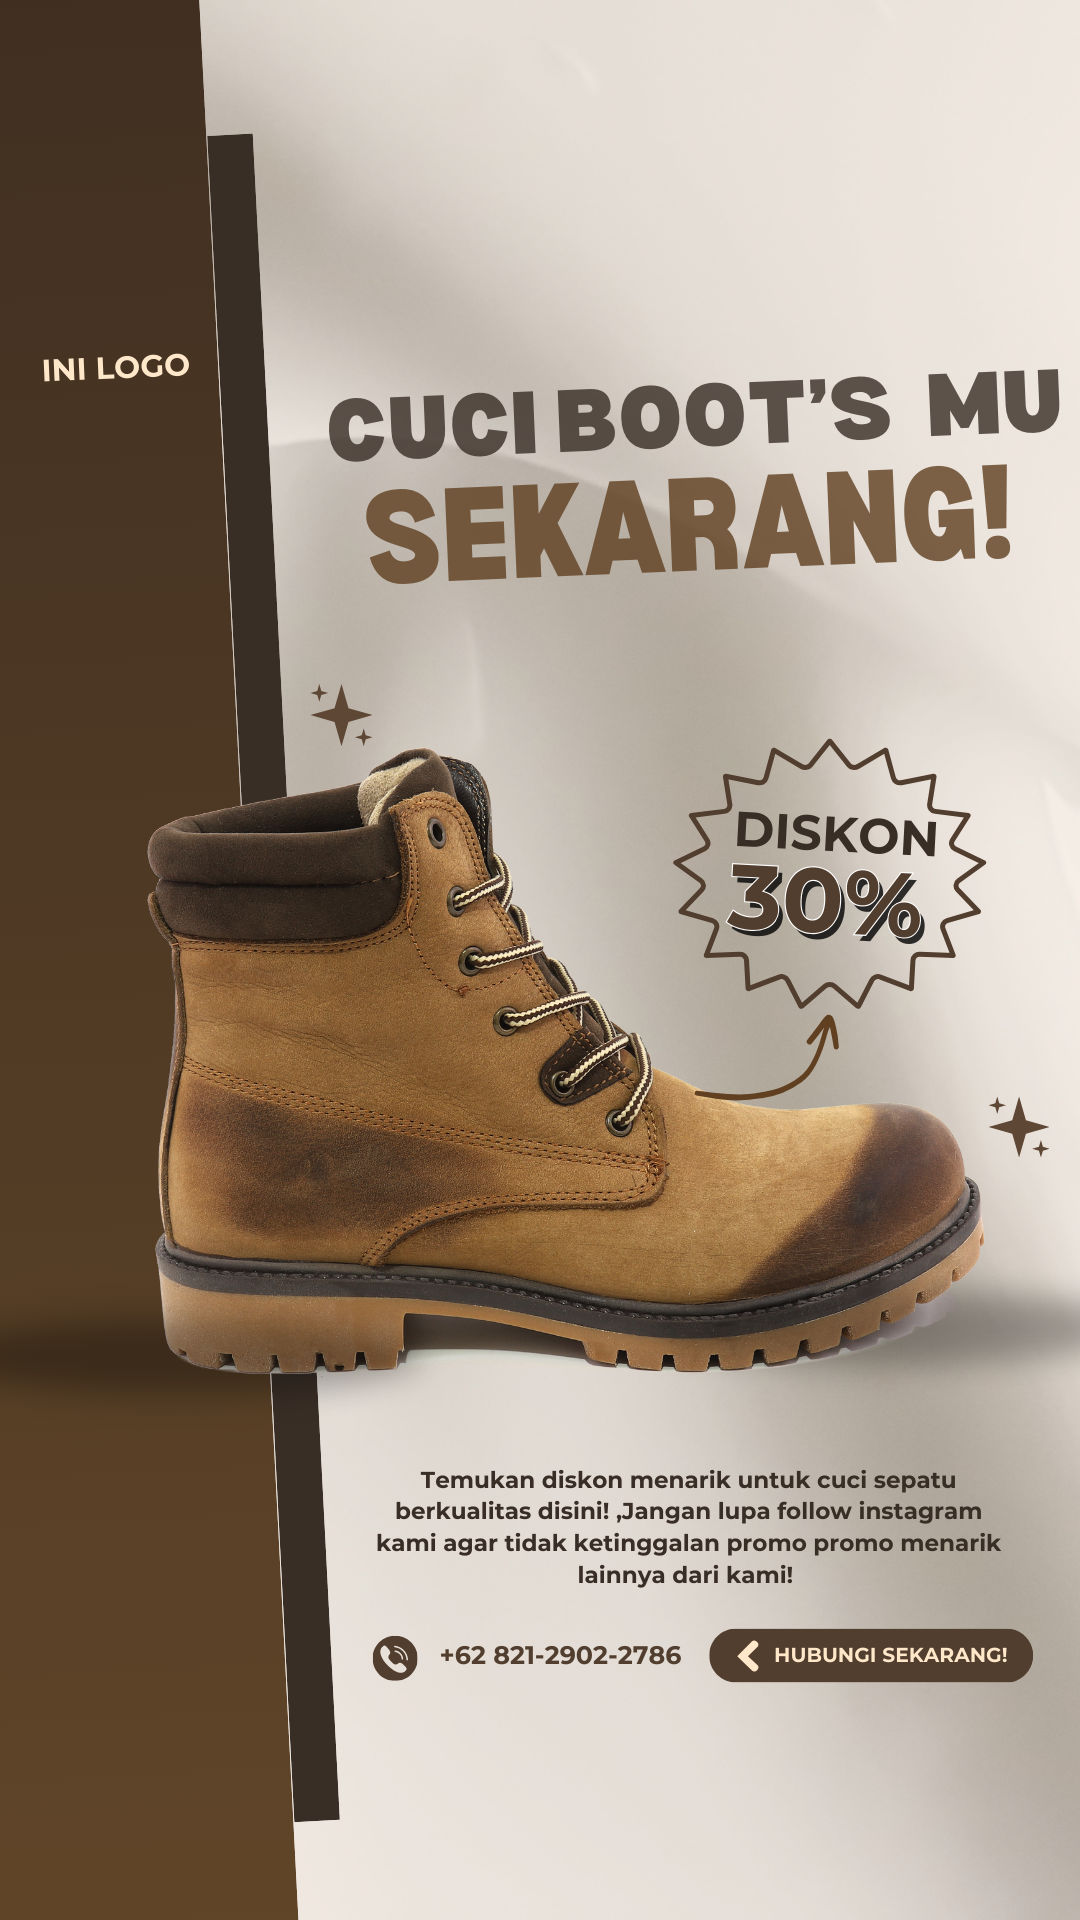 INI LOGO
CUCI BOOT'S MU
SEKARANG!
DISKON
30%
Temukan diskon menarik untuk cuci sepatu
berkualitas disini! ,Jangan lupa follow instagram
kami agar tidak ketinggalan promo promo menarik
lainnya dari kami!
+62 821-2902-2786
HUBUNGI SEKARANG!